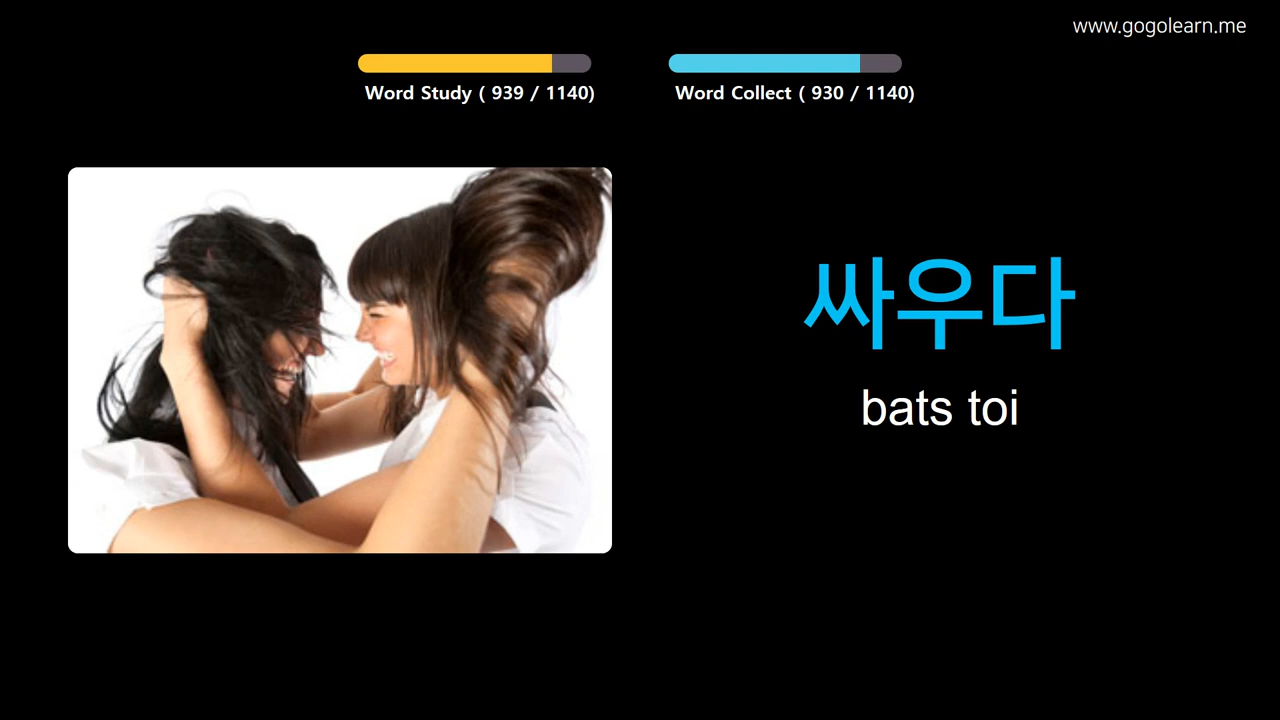 www.gogolearn.me
Word Study ( 939 / 1140)
Word Collect ( 930 / 1140)
싸우다
bats toi